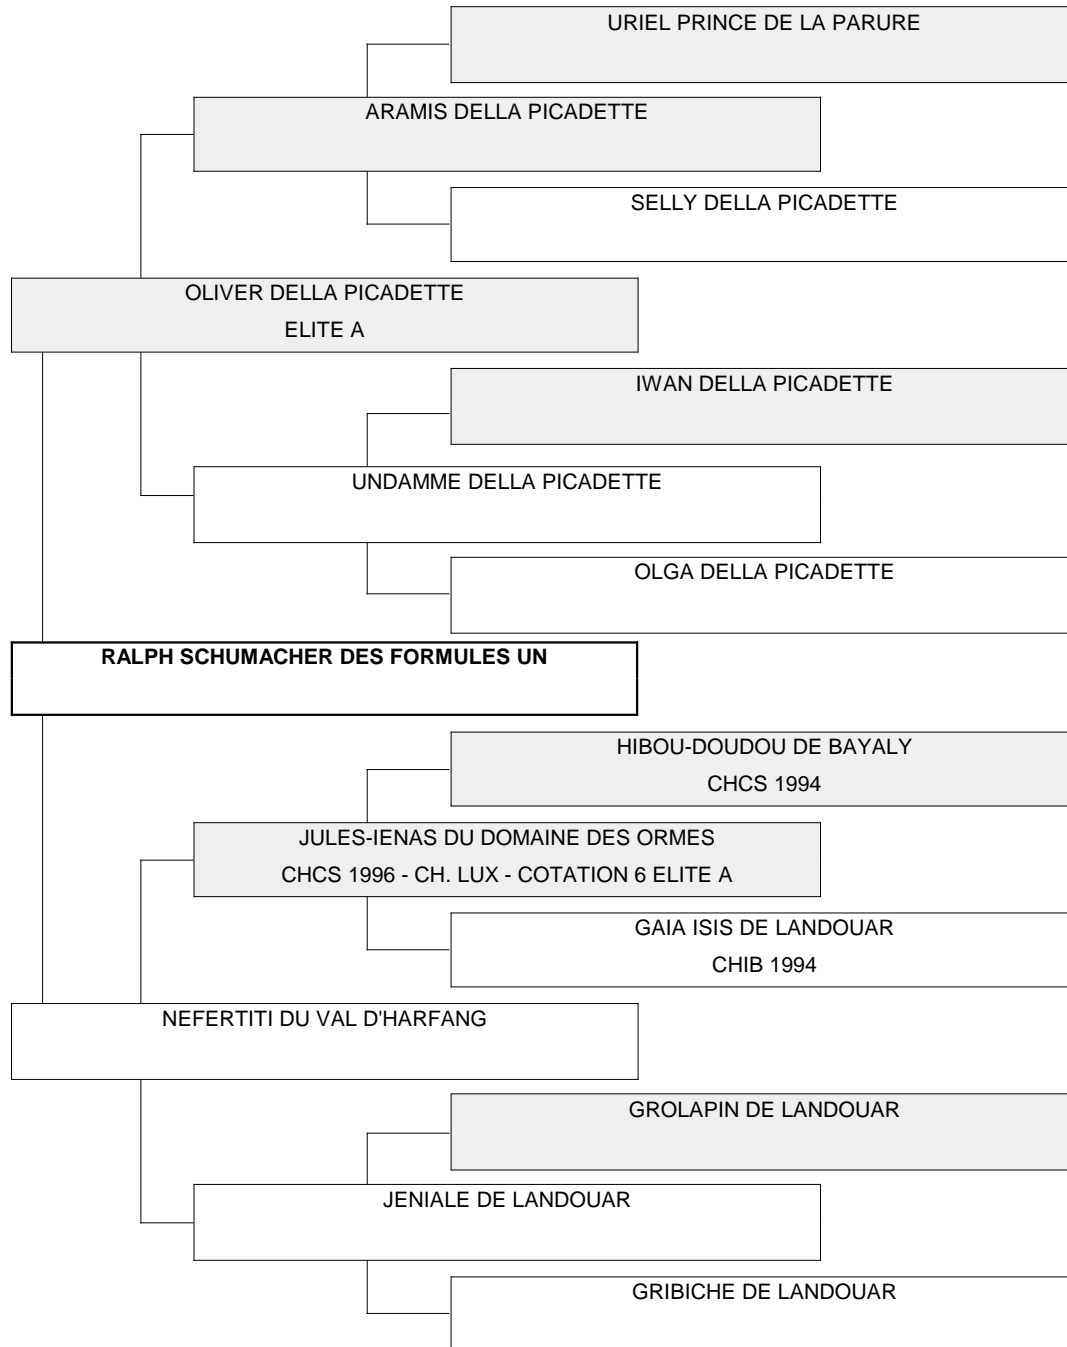 URIEL PRINCE DE LA PARURE
ARAMIS DELLA PICADETTE
SELLY DELLA PICADETTE
OLIVER DELLA PICADETTE
ELITE A
IWAN DELLA PICADETTE
UNDAMME DELLA PICADETTE
OLGA DELLA PICADETTE
RALPH SCHUMACHER DES FORMULES UN
HIBOU-DOUDOU DE BAYALY
CHCS 1994
JULES-IENAS DU DOMAINE DES ORMES
CHCS 1996 - CH. LUX - COTATION 6 ELITE A
GAIA ISIS DE LANDOUAR
CHIB 1994
NEFERTITI DU VAL D'HARFANG
GROLAPIN DE LANDOUAR
JENIALE DE LANDOUAR
GRIBICHE DE LANDOUAR